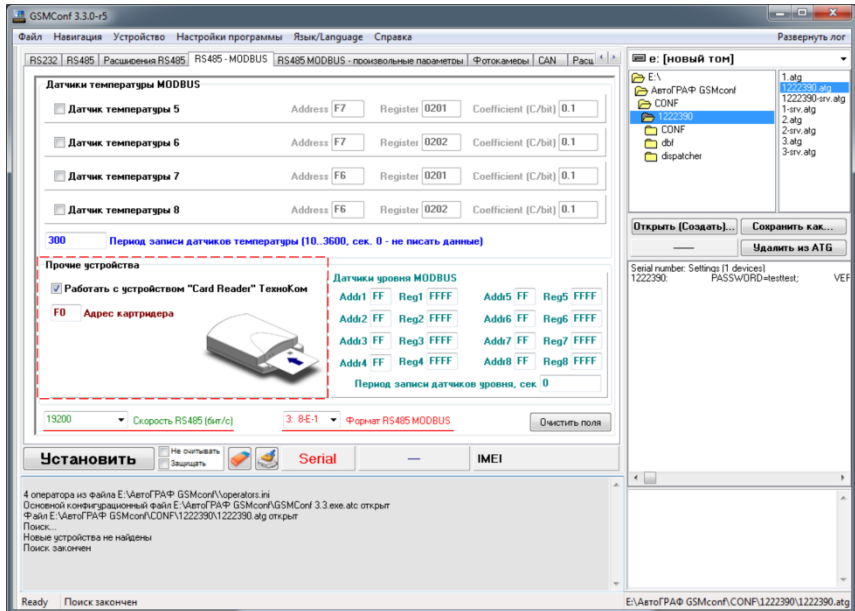 GSMConf 3.3.0-r5
Файл Навигация Устройство Настройки программы Язык/Language Справка Развернуть лог
RS232 RS485 Расширения RS485 RS485 - MODBUS RS485 MODBUS - произвольные параметры Фотокамеры CAN Расш
Датчики температуры MODBUS
Датчик температуры 5 Address F7 Register 0201 Coefficient (C/bit) 0.1
Датчик температуры 6 Address F7 Register 0202 Coefficient (C/bit) 0.1
Датчик температуры 7 Address F6 Register 0201 Coefficient (C/bit) 0.1
Датчик температуры 8 Address F6 Register 0202 Coefficient (C/bit) 0.1
300 Период записи датчиков температуры (10..3600, сек. 0 - не писать данные)
Прочие устройства
Работать с устройством "Card Reader" ТехноКом
F0 Адрес картридера
Датчики уровня MODBUS
Addr1 FF Reg1 FFFF Addr5 FF Reg5 FFFF
Addr2 FF Reg2 FFFF Addr6 FF Reg6 FFFF
Addr3 FF Reg3 FFFF Addr7 FF Reg7 FFFF
Addr4 FF Reg4 FFFF Addr8 FF Reg8 FFFF
Период записи датчиков уровня, сек 0
19200 Скорость RS485 (бит/с) 3: 8-E-1 Формат RS485 MODBUS Очистить поля
Установить Не считывать Serial — IMEI
Защищать
4 оператора из файла E:\АвтоГРАФ GSMconf\\operators.ini
Основной конфигурационный файл E:\АвтоГРАФ GSMconf\GSMConf 3.3.exe.atc открыт
Файл E:\АвтоГРАФ GSMconf\CONF\1222390\1222390.atg открыт
Поиск...
Новые устройства не найдены
Поиск закончен
e: [новый том]
E:\
АвтоГРАФ GSMconf
CONF
1222390
CONF
dbf
dispatcher
1.atg
1222390.atg
1222390-srv.atg
1-srv.atg
2.atg
2-srv.atg
3.atg
3-srv.atg
Открыть (Создать)... Сохранить как...
—— Удалить из ATG
Serial number: Settings (1 devices)
1222390: PASSWORD=testtest; VEF
Ready Поиск закончен E:\АвтоГРАФ GSMconf\CONF\1222390\1222390.atg